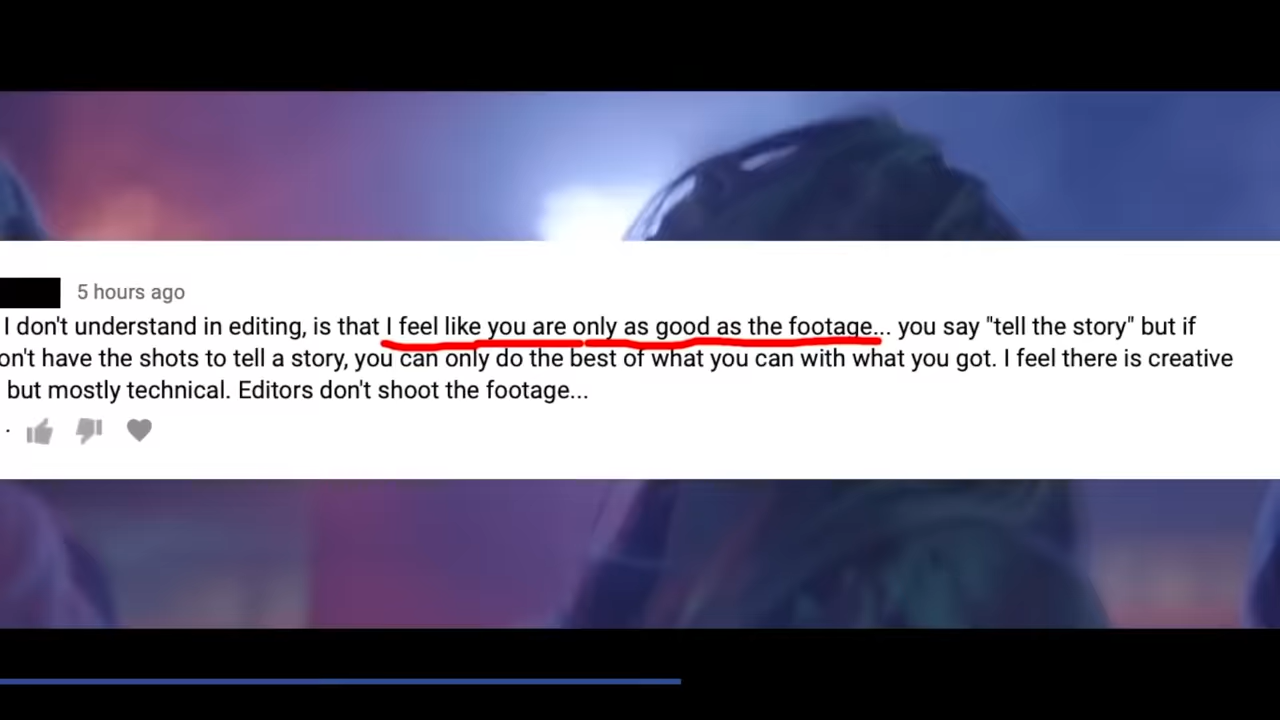 5 hours ago
I don't understand in editing, is that I feel like you are only as good as the footage... you say "tell the story" but if
on't have the shots to tell a story, you can only do the best of what you can with what you got. I feel there is creative
but mostly technical. Editors don't shoot the footage...